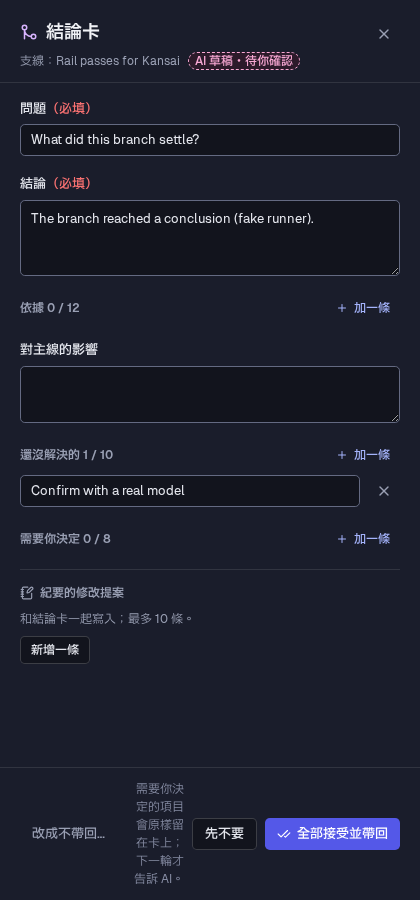 結論卡
支線：Rail passes for Kansai AI 草稿・待你確認
問題（必填）
What did this branch settle?
結論（必填）
The branch reached a conclusion (fake runner).
依據 0 / 12 ＋ 加一條
對主線的影響
還沒解決的 1 / 10 ＋ 加一條
Confirm with a real model
需要你決定 0 / 8 ＋ 加一條
紀要的修改提案
和結論卡一起寫入；最多 10 條。
新增一條
改成不帶回…
需要你決
定的項目
會原樣留
在卡上；
下一輪才
告訴 AI。
先不要
全部接受並帶回